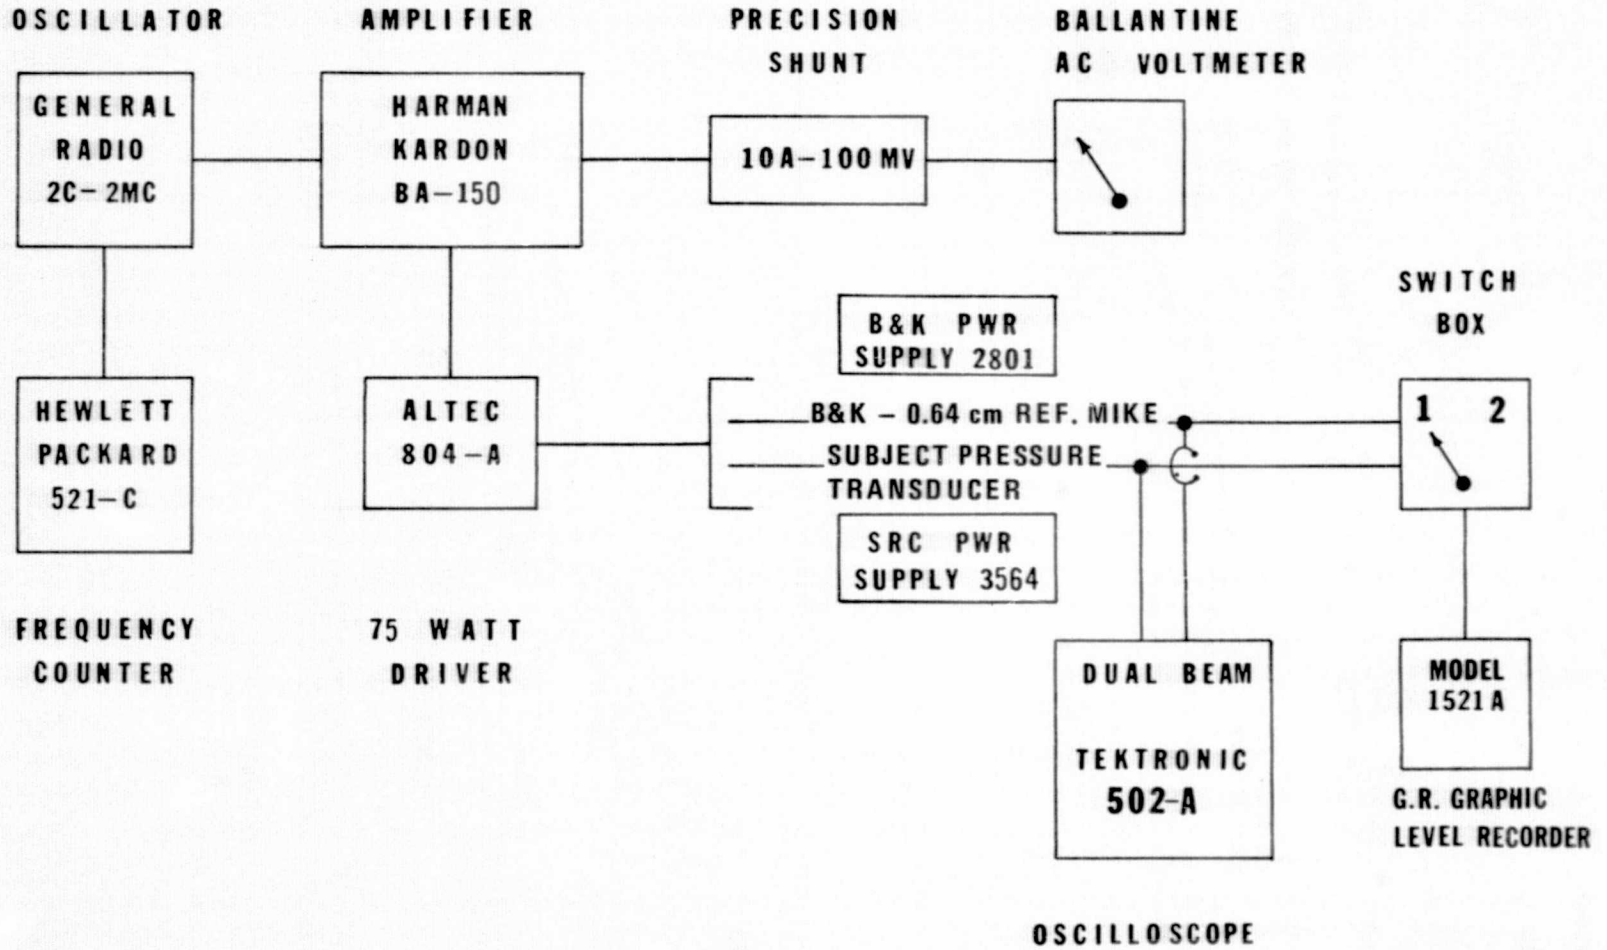 OSCILLATOR
AMPLIFIER
PRECISION
SHUNT
BALLANTINE
AC VOLTMETER
GENERAL
RADIO
2C-2MC
HARMAN
KARDON
BA-150
10A-100MV
SWITCH
BOX
B&K PWR
SUPPLY 2801
HEWLETT
PACKARD
521-C
ALTEC
804-A
B&K - 0.64 cm REF. MIKE
SUBJECT PRESSURE
TRANSDUCER
1 2
SRC PWR
SUPPLY 3564
FREQUENCY
COUNTER
75 WATT
DRIVER
DUAL BEAM
TEKTRONIC
502-A
MODEL
1521A
G.R. GRAPHIC
LEVEL RECORDER
OSCILLOSCOPE